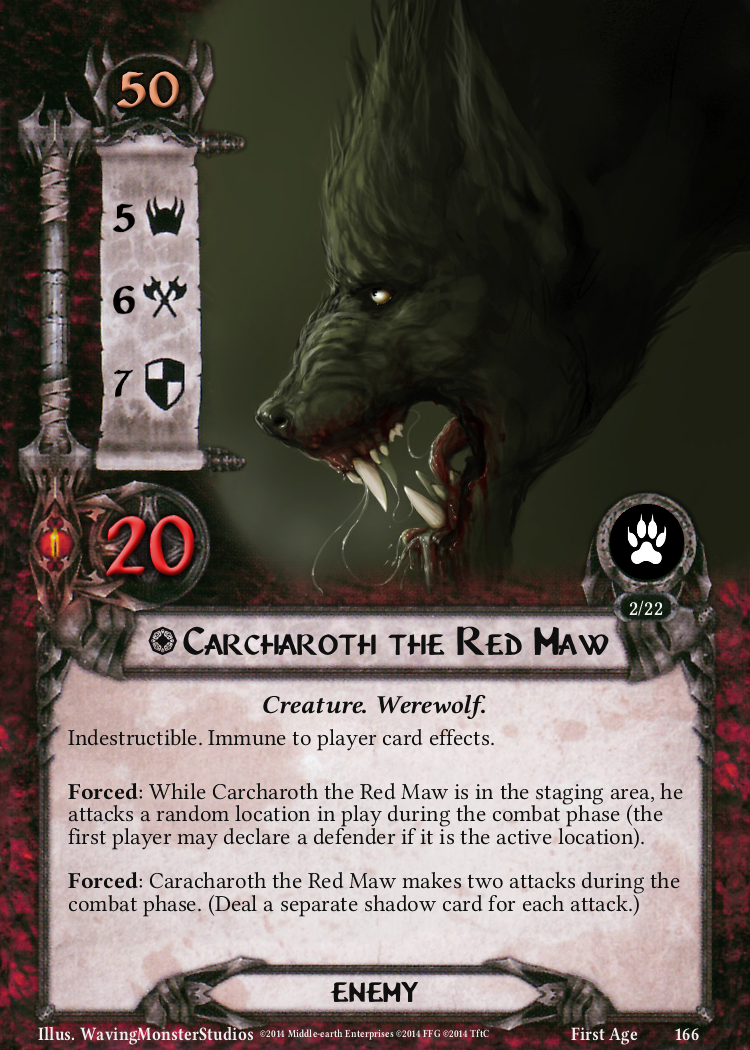 50
5
6
7
20
2/22
Carcharoth the Red Maw
Creature. Werewolf.
Indestructible. Immune to player card effects.
Forced: While Carcharoth the Red Maw is in the staging area, he
attacks a random location in play during the combat phase (the
first player may declare a defender if it is the active location).
Forced: Caracharoth the Red Maw makes two attacks during the
combat phase. (Deal a separate shadow card for each attack.)
ENEMY
Illus. WavingMonsterStudios ©2014 Middle-earth Enterprises ©2014 FFG ©2014 TftC First Age 166